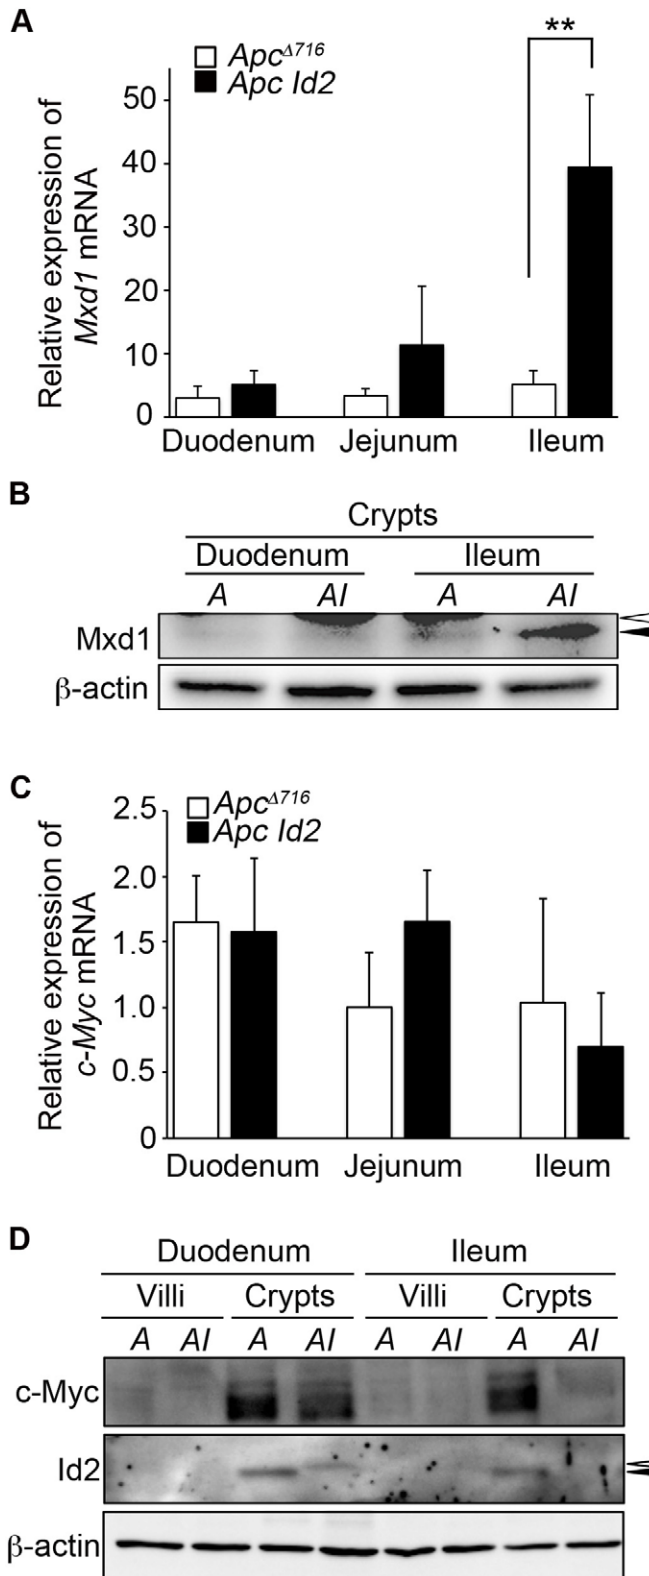 A
**
Apc^Δ716
Apc Id2
50
40
30
20
10
0
Relative expression of
Mxd1 mRNA
Duodenum Jejunum Ileum
B
Crypts
Duodenum Ileum
A AI A AI
Mxd1
β-actin
C
Apc^Δ716
Apc Id2
2.5
2.0
1.5
1.0
0.5
0
Relative expression of
c-Myc mRNA
Duodenum Jejunum Ileum
D
Duodenum Ileum
Villi Crypts Villi Crypts
A AI A AI A AI A AI
c-Myc
Id2
β-actin